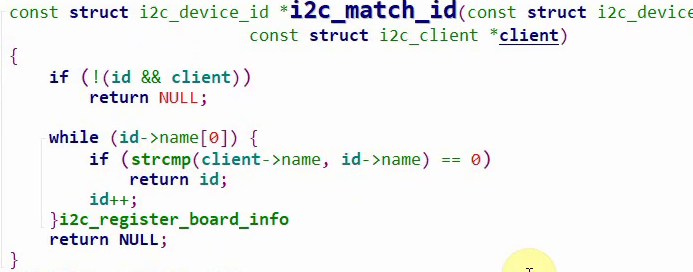 const struct i2c_device_id *i2c_match_id(const struct i2c_device
const struct i2c_client *client)
{
if (!(id && client))
return NULL;
while (id->name[0]) {
if (strcmp(client->name, id->name) == 0)
return id;
id++;
}i2c_register_board_info
return NULL;
}